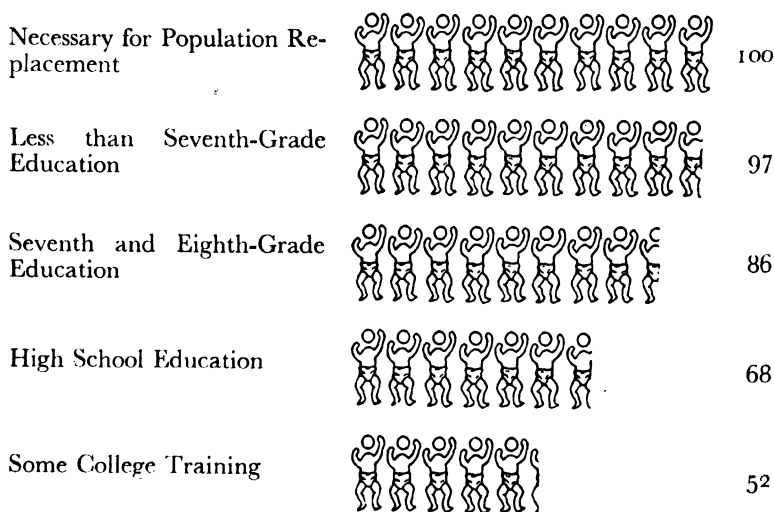 Necessary for Population Re-
placement
100
Less than Seventh-Grade
Education
97
Seventh and Eighth-Grade
Education
86
High School Education
68
Some College Training
52